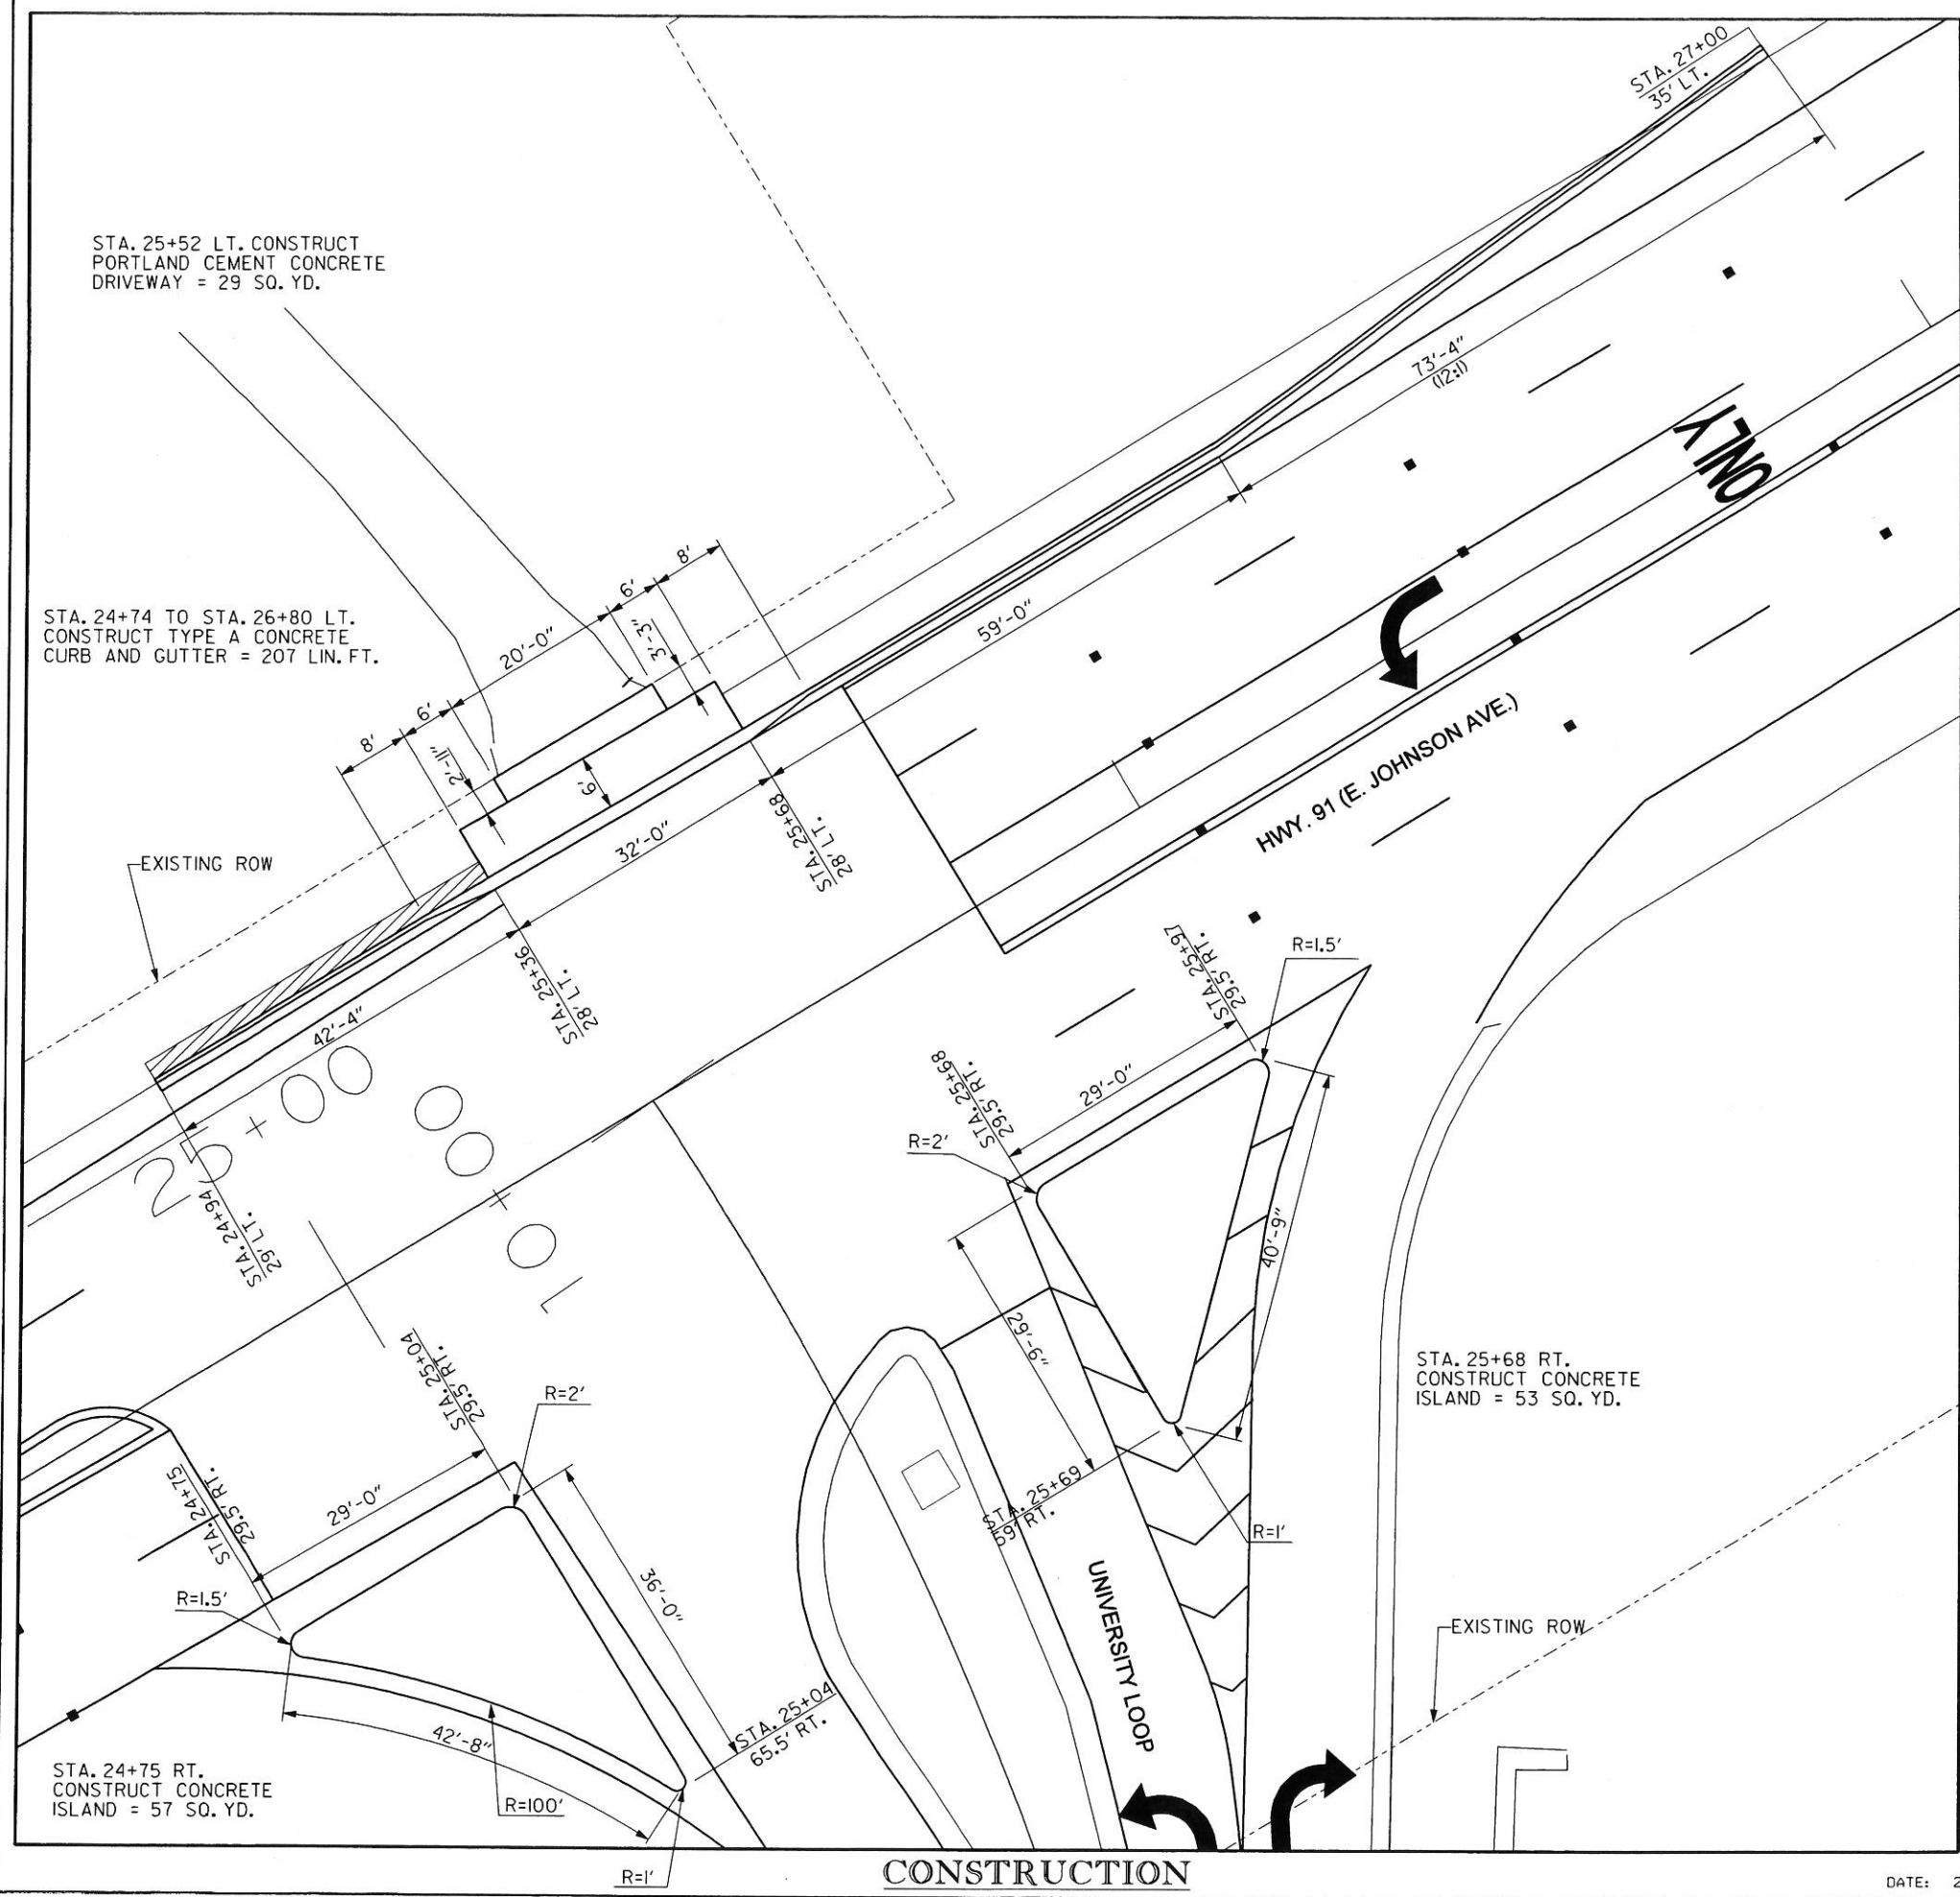 STA. 27+00
35' LT.
STA. 25+52 LT. CONSTRUCT
PORTLAND CEMENT CONCRETE
DRIVEWAY = 29 SQ. YD.
73'-4"
(12:1)
ONLY
8'
6'
3'-3"
20'-0"
59'-0"
STA. 24+74 TO STA. 26+80 LT.
CONSTRUCT TYPE A CONCRETE
CURB AND GUTTER = 207 LIN. FT.
6'
8'
2'-11"
6'
32'-0"
STA. 25+68
28' LT.
HWY. 91 (E. JOHNSON AVE.)
EXISTING ROW
STA. 25+36
28' LT.
42'-4"
STA. 25+97
29.5' RT.
R=1.5'
STA. 25+68
29.5' RT.
29'-0"
R=2'
25+00
10+00
STA. 24+94
29' LT.
40'-9"
29'-6"
STA. 25+04
29.5' RT.
R=2'
STA. 25+68 RT.
CONSTRUCT CONCRETE
ISLAND = 53 SQ. YD.
STA. 24+75
29.5' RT.
29'-0"
STA. 25+69
59' RT.
R=1'
36'-0"
R=1.5'
UNIVERSITY LOOP
EXISTING ROW
STA. 25+04
65.5' RT.
42'-8"
STA. 24+75 RT.
CONSTRUCT CONCRETE
ISLAND = 57 SQ. YD.
R=100'
R=1'
CONSTRUCTION
DATE: 2